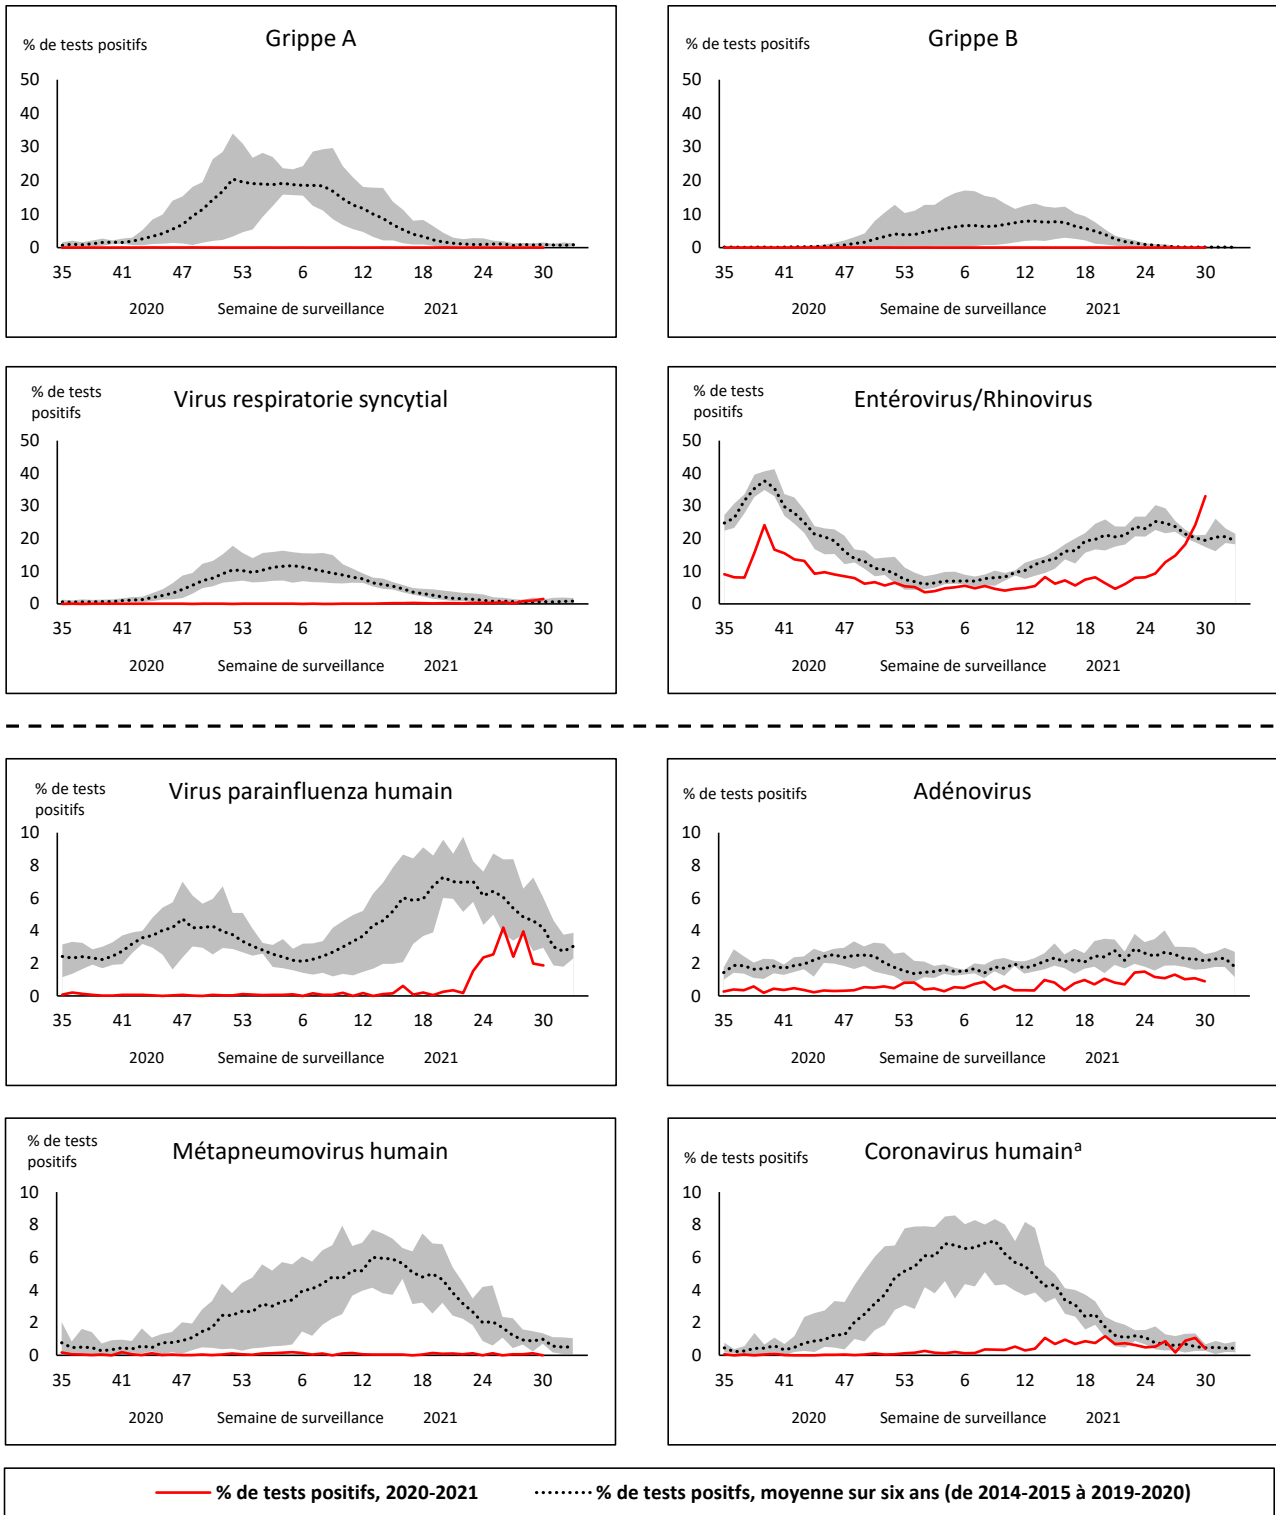 Grippe A
% de tests positifs
50
40
30
20
10
0
35 41 47 53 6 12 18 24 30
2020 Semaine de surveillance 2021
Grippe B
% de tests positifs
50
40
30
20
10
0
35 41 47 53 6 12 18 24 30
2020 Semaine de surveillance 2021
Virus respiratorie syncytial
% de tests
positifs
50
40
30
20
10
0
35 41 47 53 6 12 18 24 30
2020 Semaine de surveillance 2021
Entérovirus/Rhinovirus
% de tests
positifs
50
40
30
20
10
0
35 41 47 53 6 12 18 24 30
2020 Semaine de surveillance 2021
Virus parainfluenza humain
% de tests
positifs
10
8
6
4
2
0
35 41 47 53 6 12 18 24 30
2020 Semaine de surveillance 2021
Adénovirus
% de tests positifs
10
8
6
4
2
0
35 41 47 53 6 12 18 24 30
2020 Semaine de surveillance 2021
Métapneumovirus humain
% de tests
positifs
10
8
6
4
2
0
35 41 47 53 6 12 18 24 30
2020 Semaine de surveillance 2021
Coronavirus humainᵃ
% de tests positifs
10
8
6
4
2
0
35 41 47 53 6 12 18 24 30
2020 Semaine de surveillance 2021
% de tests positifs, 2020-2021 % de tests positfs, moyenne sur six ans (de 2014-2015 à 2019-2020)